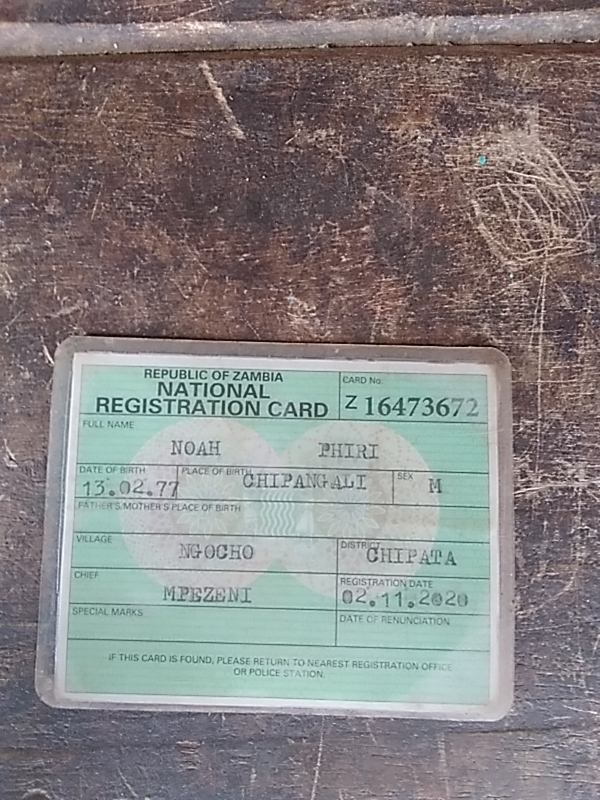 REPUBLIC OF ZAMBIA
NATIONAL
REGISTRATION CARD
CARD No.
Z 16473672
FULL NAME
NOAH PHIRI
DATE OF BIRTH
13.02.77
PLACE OF BIRTH
CHIPANGALI
SEX
M
FATHER'S/MOTHER'S PLACE OF BIRTH
VILLAGE
NGOCHO
DISTRICT
CHIPATA
CHIEF
MPEZENI
REGISTRATION DATE
02.11.2020
SPECIAL MARKS
DATE OF RENUNCIATION
IF THIS CARD IS FOUND, PLEASE RETURN TO NEAREST REGISTRATION OFFICE
OR POLICE STATION.